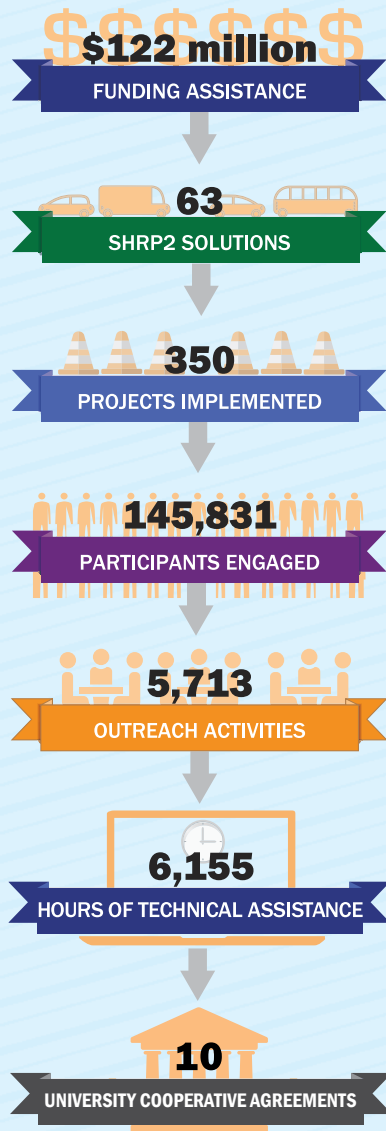 $122 million
FUNDING ASSISTANCE
63
SHRP2 SOLUTIONS
350
PROJECTS IMPLEMENTED
145,831
PARTICIPANTS ENGAGED
5,713
OUTREACH ACTIVITIES
6,155
HOURS OF TECHNICAL ASSISTANCE
10
UNIVERSITY COOPERATIVE AGREEMENTS